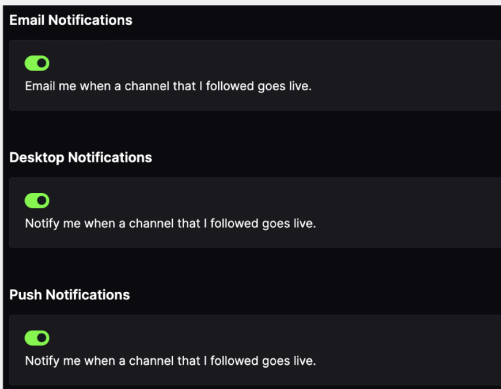 Email Notifications
Email me when a channel that I followed goes live.
Desktop Notifications
Notify me when a channel that I followed goes live.
Push Notifications
Notify me when a channel that I followed goes live.